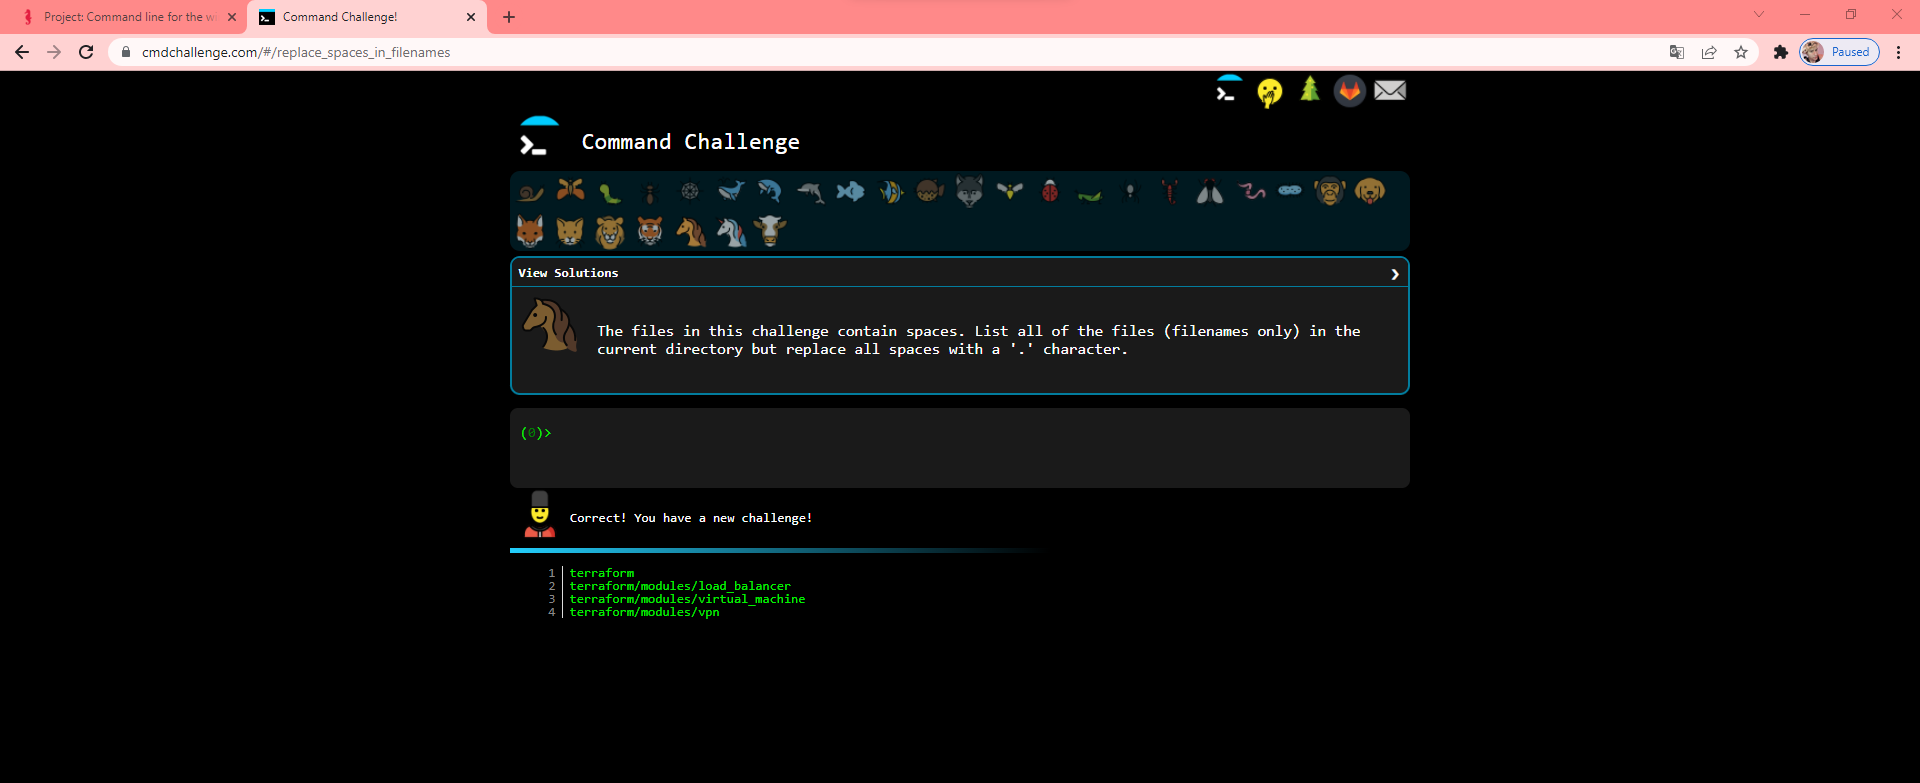 Project: Command line for the w
Command Challenge!
cmdchallenge.com/#/replace_spaces_in_filenames
Paused
Command Challenge
View Solutions
The files in this challenge contain spaces. List all of the files (filenames only) in the
current directory but replace all spaces with a '.' character.
(0)>
Correct! You have a new challenge!
1 terraform
2 terraform/modules/load_balancer
3 terraform/modules/virtual_machine
4 terraform/modules/vpn